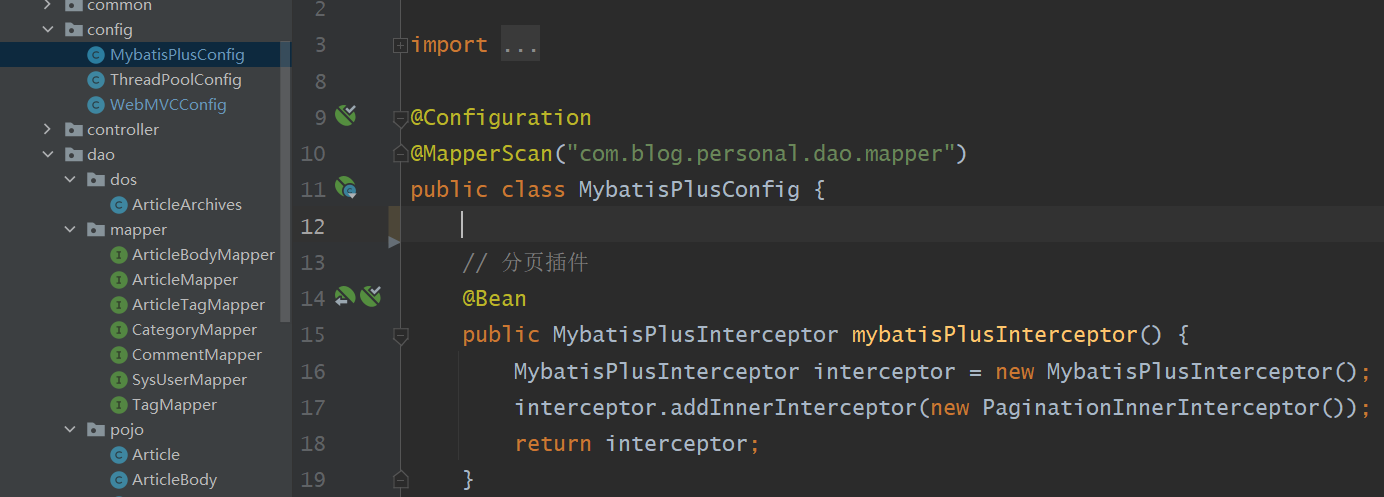 common
config
MybatisPlusConfig
ThreadPoolConfig
WebMVCConfig
controller
dao
dos
ArticleArchives
mapper
ArticleBodyMapper
ArticleMapper
ArticleTagMapper
CategoryMapper
CommentMapper
SysUserMapper
TagMapper
pojo
Article
ArticleBody
2
3 import ...
8
9 @Configuration
10 @MapperScan("com.blog.personal.dao.mapper")
11 public class MybatisPlusConfig {
12
13 // 分页插件
14 @Bean
15 public MybatisPlusInterceptor mybatisPlusInterceptor() {
16 MybatisPlusInterceptor interceptor = new MybatisPlusInterceptor();
17 interceptor.addInnerInterceptor(new PaginationInnerInterceptor());
18 return interceptor;
19 }